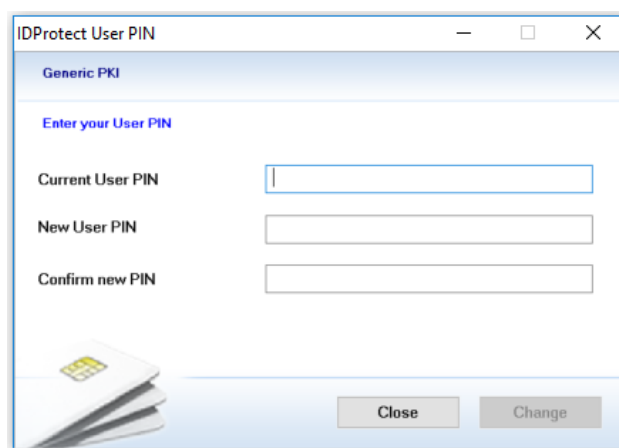 IDProtect User PIN
Generic PKI
Enter your User PIN
Current User PIN
New User PIN
Confirm new PIN
Close
Change